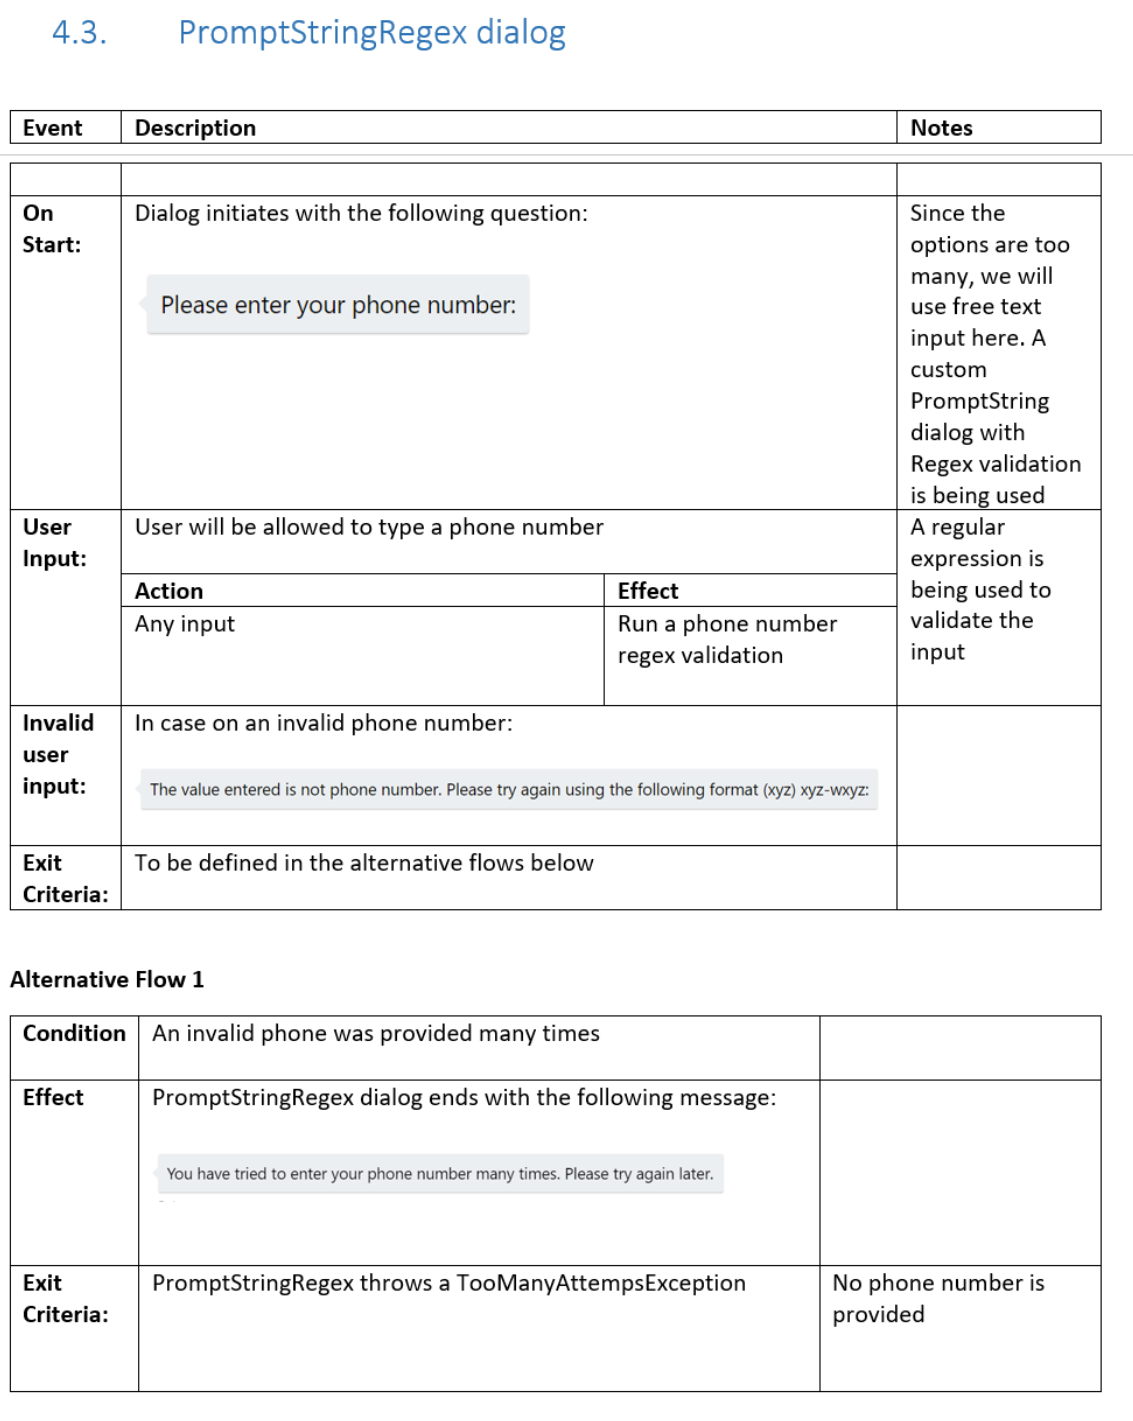 4.3. PromptStringRegex dialog
Event Description Notes
On
Start:
Dialog initiates with the following question:
Please enter your phone number:
Since the
options are too
many, we will
use free text
input here. A
custom
PromptString
dialog with
Regex validation
is being used
User
Input:
User will be allowed to type a phone number
Action Effect
Any input
Run a phone number
regex validation
A regular
expression is
being used to
validate the
input
Invalid
user
input:
In case on an invalid phone number:
The value entered is not phone number. Please try again using the following format (xyz) xyz-wxyz:
Exit
Criteria:
To be defined in the alternative flows below
Alternative Flow 1
Condition An invalid phone was provided many times
Effect PromptStringRegex dialog ends with the following message:
You have tried to enter your phone number many times. Please try again later.
Exit
Criteria:
PromptStringRegex throws a TooManyAttempsException
No phone number is
provided